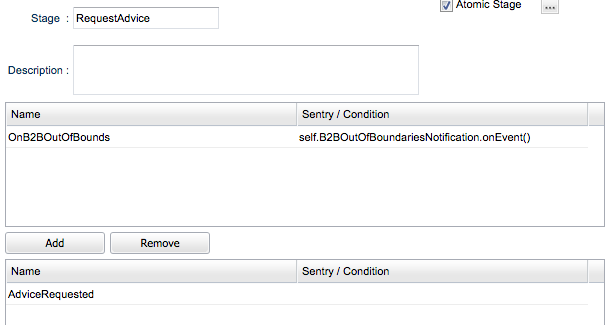 Stage : RequestAdvice
Atomic Stage ...
Description :
Name Sentry / Condition
OnB2BOutOfBounds self.B2BOutOfBoundariesNotification.onEvent()
Add Remove
Name Sentry / Condition
AdviceRequested